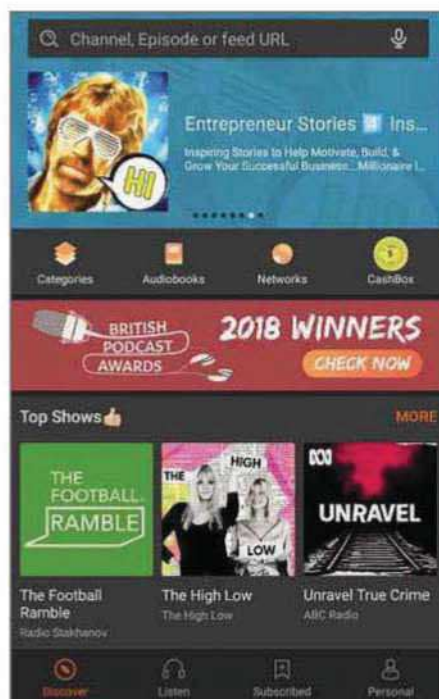 Channel, Episode or feed URL
Entrepreneur Stories 4️⃣ Ins...
Inspiring Stories to Help Motivate, Build, &
Grow Your Successful Business...Millionaire I...
HI
Categories
Audiobooks
Networks
CashBox
BRITISH
PODCAST
AWARDS
2018 WINNERS
CHECK NOW
Top Shows👍
MORE
THE
FOOTBALL
RAMBLE
THE
HIGH
LOW
ABC
UNRAVEL
The Football
Ramble
Radio Stakhanov
The High Low
The High Low
Unravel True Crime
ABC Radio
Discover
Listen
Subscribed
Personal